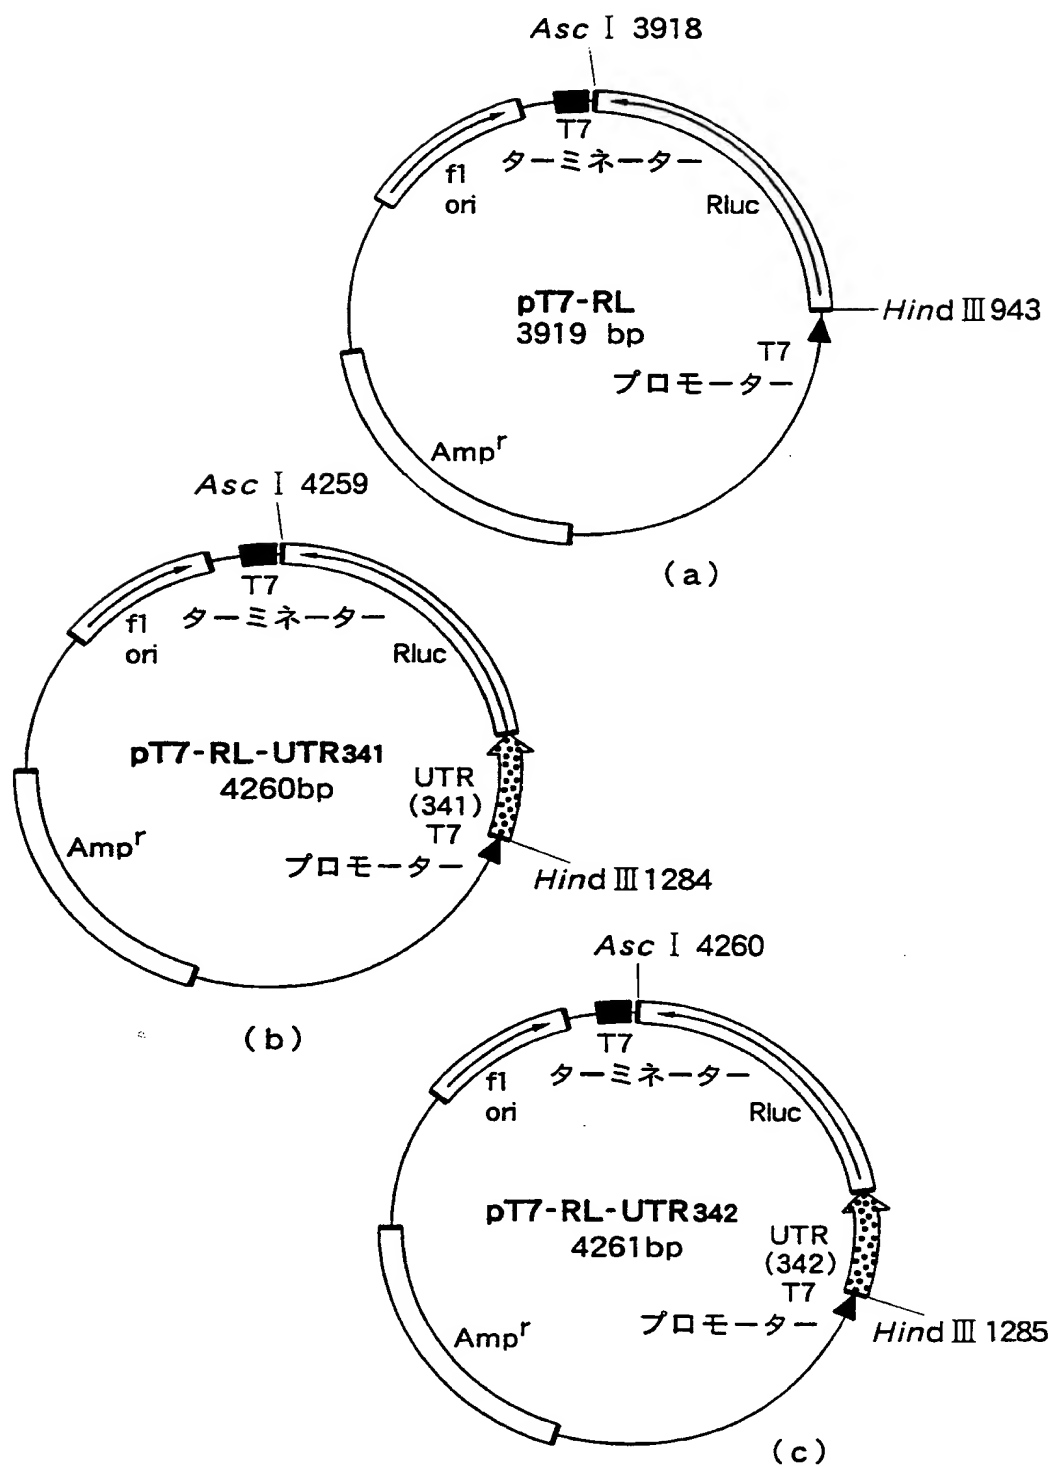 Asc Ⅰ 3918
T7
ターミネーター
f1
ori
Rluc
pT7-RL
3919 bp
Hind Ⅲ 943
T7
プロモーター
Ampr
(a)
Asc Ⅰ 4259
T7
ターミネーター
f1
ori
Rluc
pT7-RL-UTR341
4260bp
UTR
(341)
T7
プロモーター
Ampr
Hind Ⅲ 1284
(b)
Asc Ⅰ 4260
T7
ターミネーター
f1
ori
Rluc
pT7-RL-UTR342
4261bp
UTR
(342)
T7
プロモーター
Ampr
Hind Ⅲ 1285
(c)